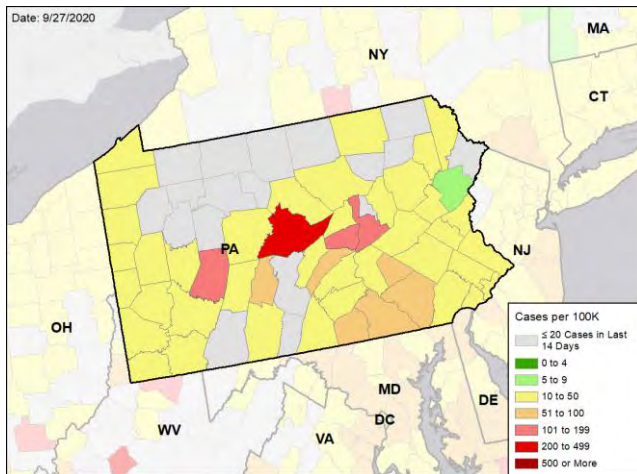 Date: 9/27/2020
NY
MA
CT
PA
NJ
OH
MD
DE
WV
DC
VA
Cases per 100K
≤ 20 Cases in Last
14 Days
0 to 4
5 to 9
10 to 50
51 to 100
101 to 199
200 to 499
500 or More